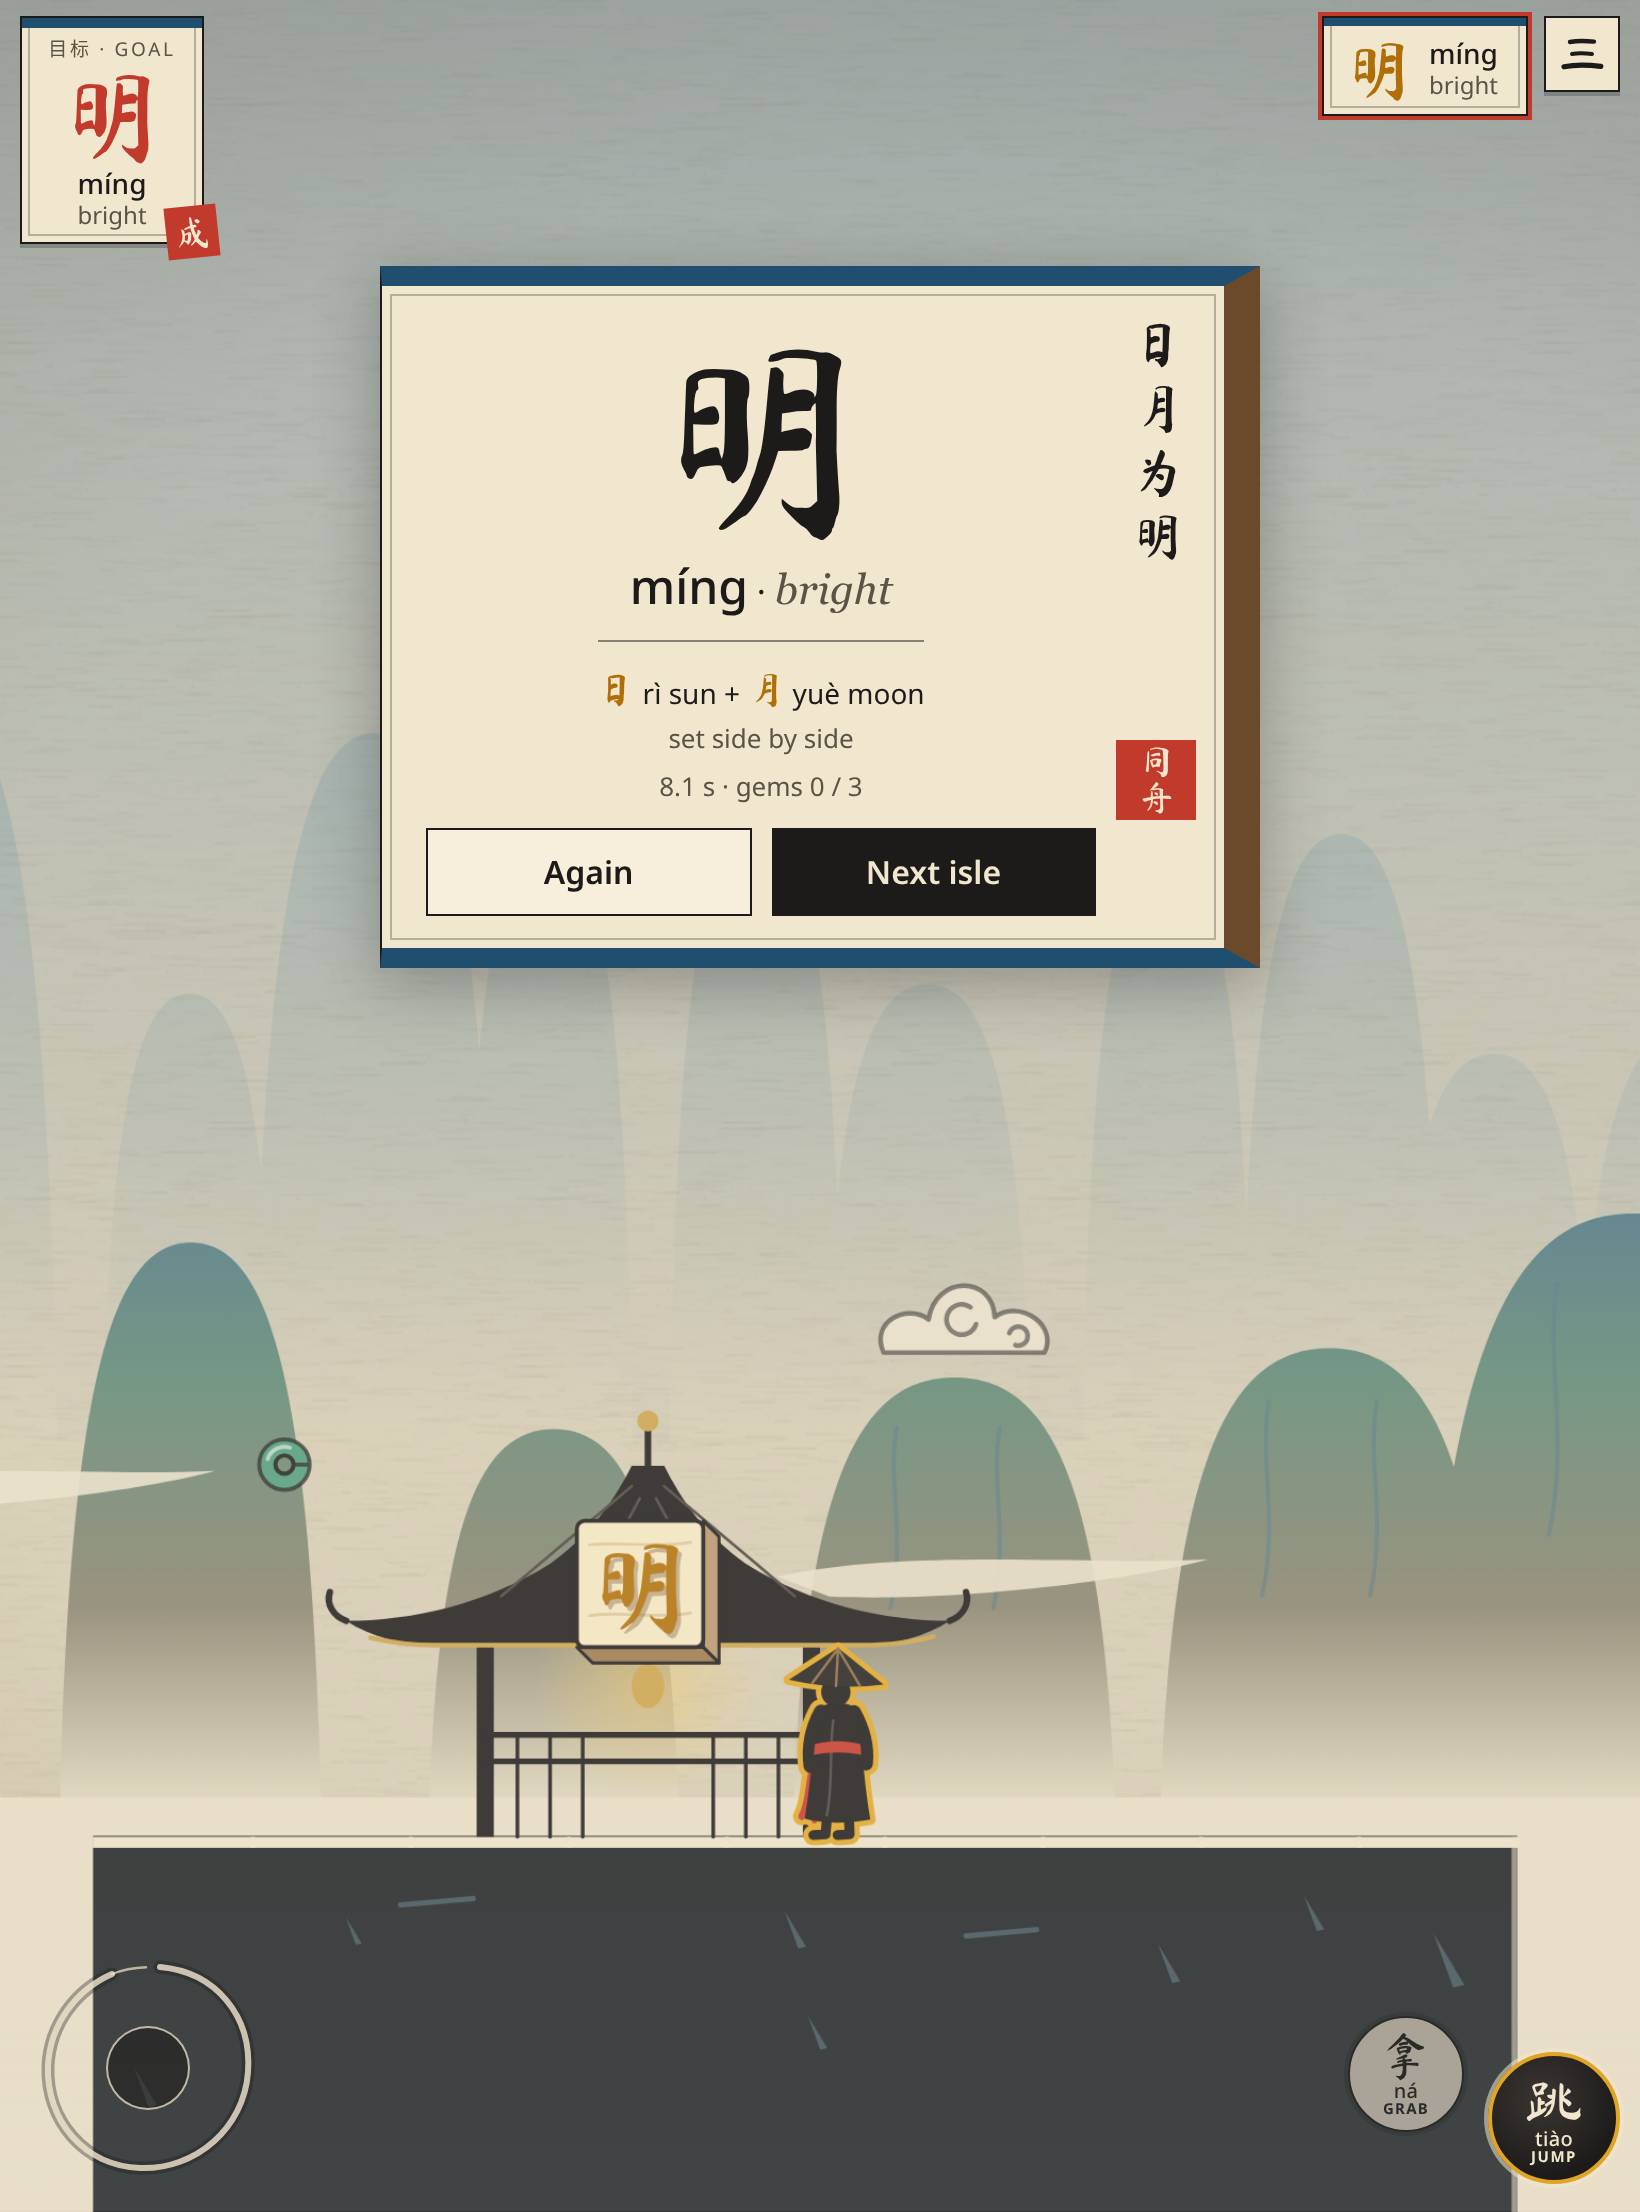 目标 · GOAL
明
míng
bright
成
明
míng
bright
三
明
míng · bright
日 rì sun + 月 yuè moon
set side by side
8.1 s · gems 0 / 3
日月为明
同舟
Again
Next isle
明
拿
ná
GRAB
跳
tiào
JUMP